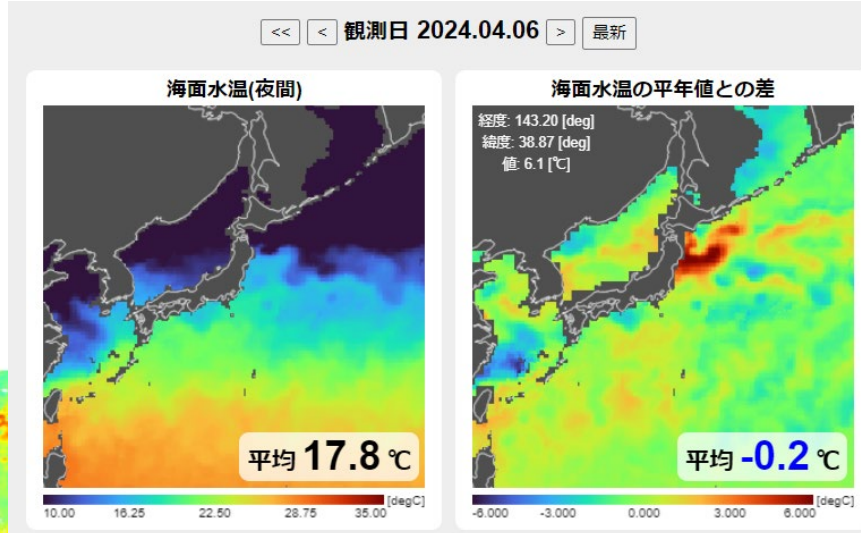 << < 観測日 2024.04.06 > 最新
海面水温(夜間)
平均 17.8 ℃
10.00 16.25 22.50 28.75 35.00 [degC]
海面水温の平年値との差
経度: 143.20 [deg]
緯度: 38.87 [deg]
値: 6.1 [℃]
平均 -0.2 ℃
-6.000 -3.000 0.000 3.000 6.000 [degC]